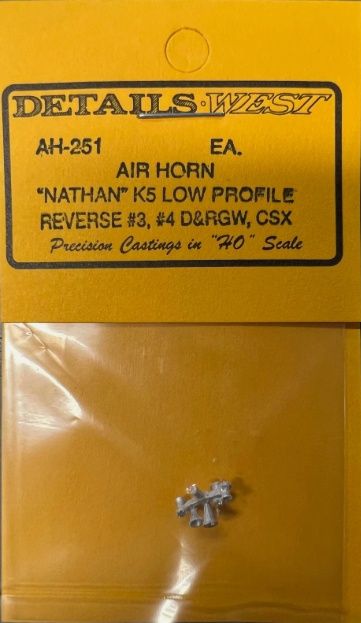 DETAILS·WEST
AH-251 EA.
AIR HORN
"NATHAN" K5 LOW PROFILE
REVERSE #3, #4 D&RGW, CSX
Precision Castings in "HO" Scale